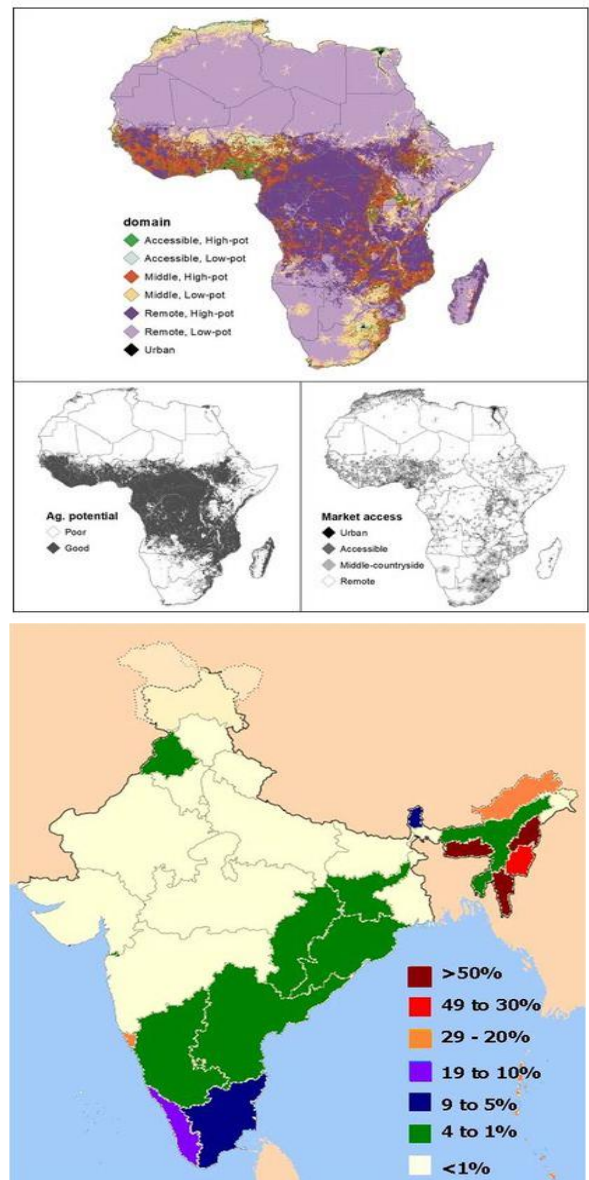 domain
Accessible, High-pot
Accessible, Low-pot
Middle, High-pot
Middle, Low-pot
Remote, High-pot
Remote, Low-pot
Urban
Ag. potential
Poor
Good
Market access
Urban
Accessible
Middle-countryside
Remote
>50%
49 to 30%
29 - 20%
19 to 10%
9 to 5%
4 to 1%
<1%